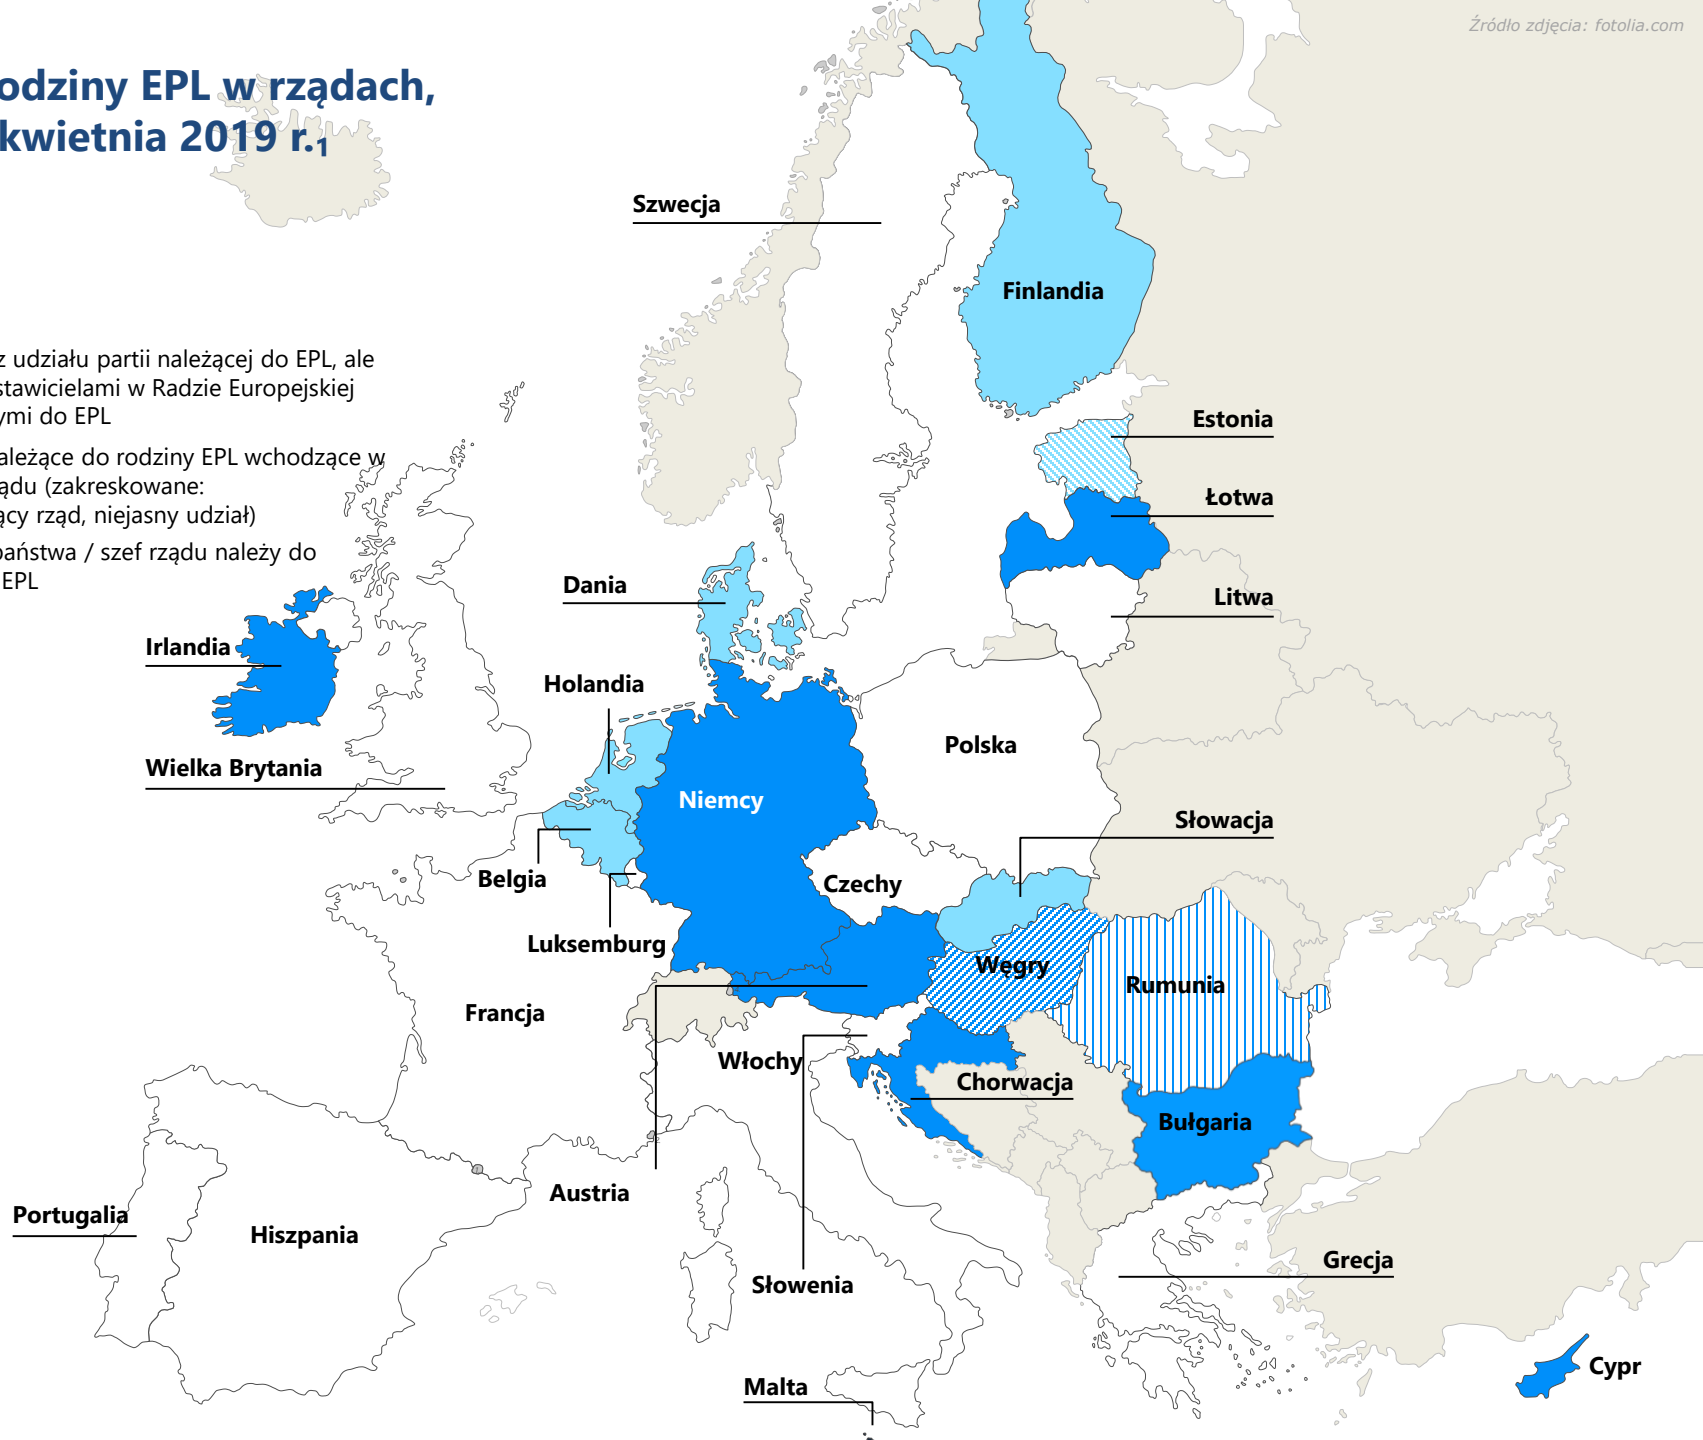 Źródło zdjęcia: fotolia.com
odziny EPL w rządach,
kwietnia 2019 r.1
Szwecja
Finlandia
z udziału partii należącej do EPL, ale
stawicielami w Radzie Europejskiej
ymi do EPL
Estonia
ależące do rodziny EPL wchodzące w
ądu (zakreskowane:
ący rząd, niejasny udział)
Łotwa
państwa / szef rządu należy do
EPL
Dania
Litwa
Irlandia
Holandia
Polska
Wielka Brytania
Niemcy
Słowacja
Belgia
Czechy
Luksemburg
Węgry
Rumunia
Francja
Włochy
Chorwacja
Bułgaria
Austria
Portugalia
Hiszpania
Grecja
Słowenia
Cypr
Malta